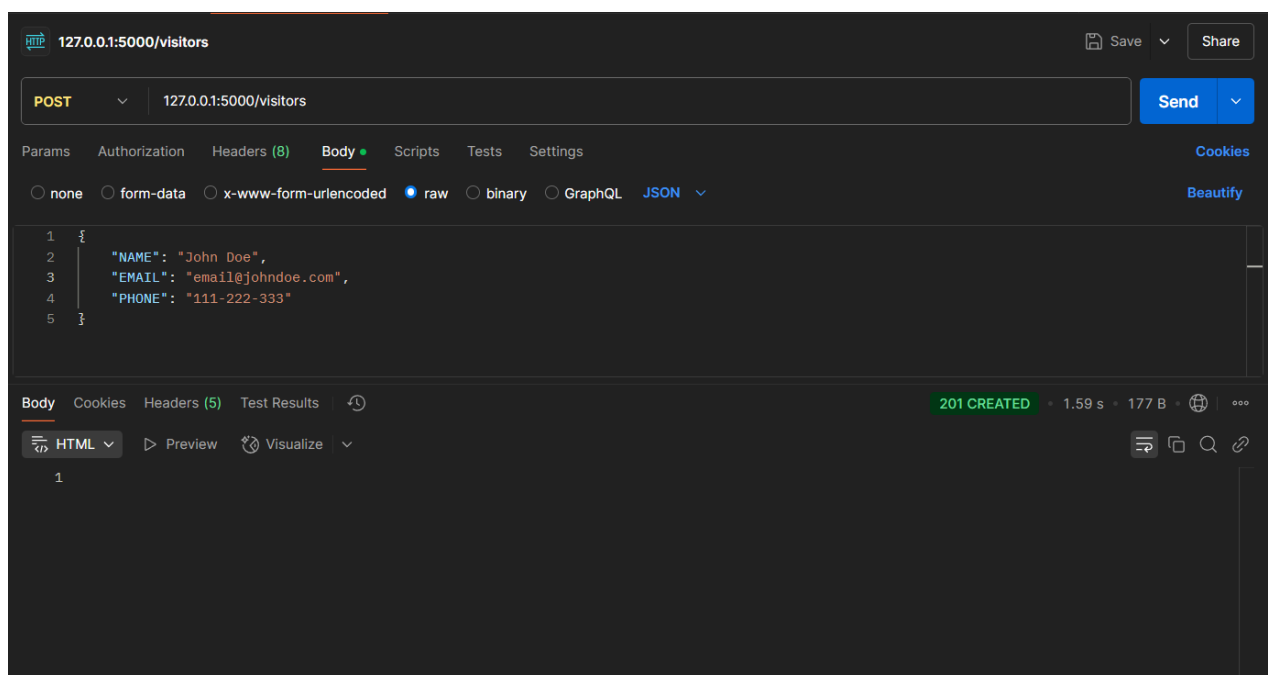 HTTP 127.0.0.1:5000/visitors Save Share
POST 127.0.0.1:5000/visitors Send
Params Authorization Headers (8) Body Scripts Tests Settings Cookies
none form-data x-www-form-urlencoded raw binary GraphQL JSON Beautify
1 {
2 "NAME": "John Doe",
3 "EMAIL": "email@johndoe.com",
4 "PHONE": "111-222-333"
5 }
Body Cookies Headers (5) Test Results 201 CREATED 1.59 s 177 B
HTML Preview Visualize
1